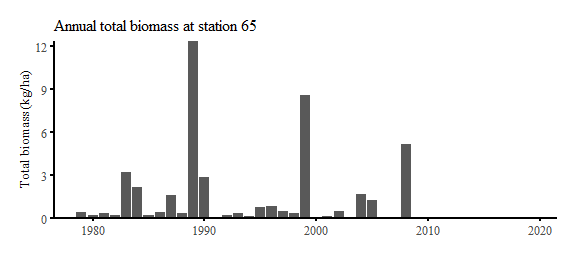 Annual total biomass at station 65
Total biomass (kg/ha)
12
9
6
3
0
1980 1990 2000 2010 2020